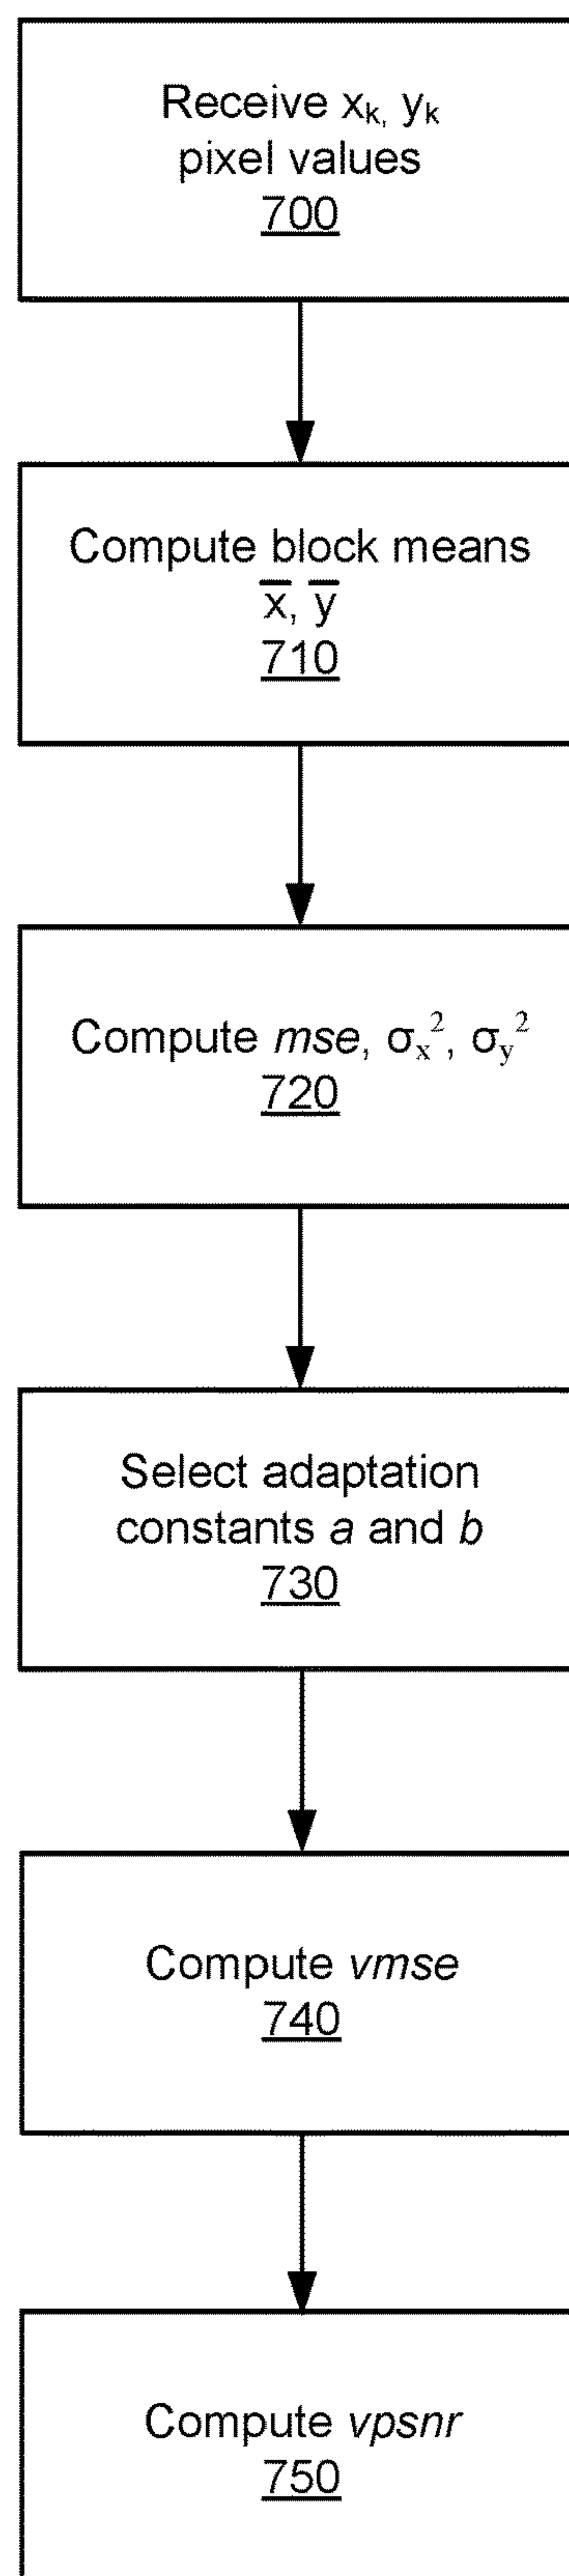 Receive xₖ, yₖ
pixel values
700
Compute block means
x̅, y̅
710
Compute mse, σₓ², σᵧ²
720
Select adaptation
constants a and b
730
Compute vmse
740
Compute vpsnr
750